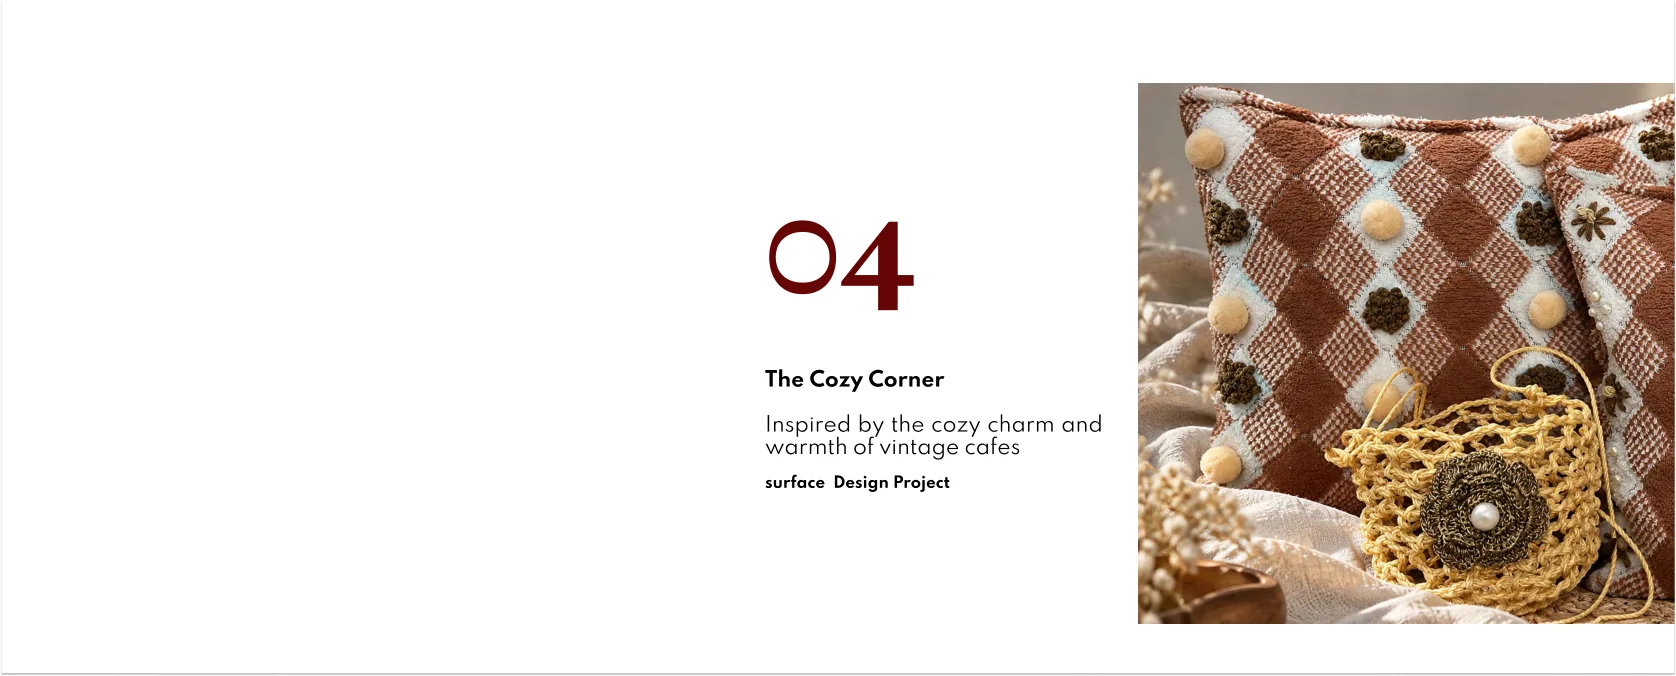 04
The Cozy Corner
Inspired by the cozy charm and
warmth of vintage cafes
surface Design Project